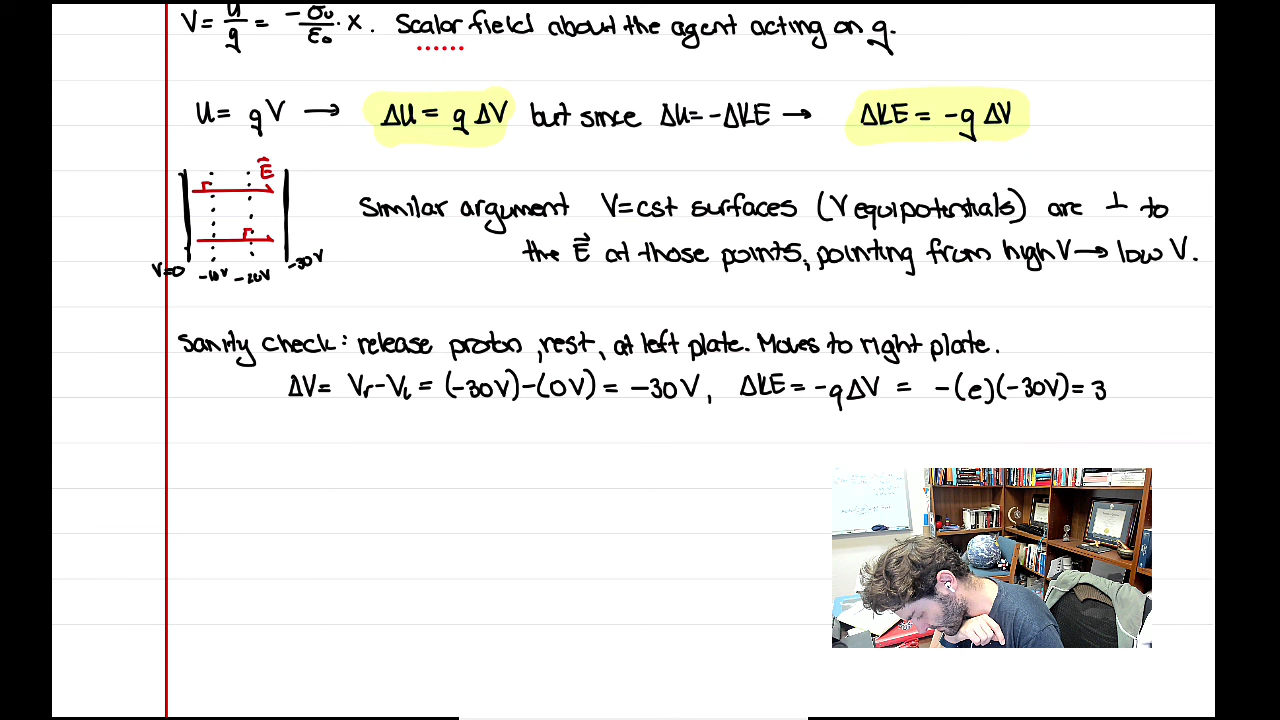 V = U/q = -σ₀/ε₀ · x. Scalar field about the agent acting on q.
U = qV → ΔU = q ΔV but since ΔU = -ΔKE → ΔKE = -q ΔV
E⃗
V=0 -10V -20V -30V
Similar argument V=cst surfaces (V equipotentials) are ⊥ to
the E⃗ at those points, pointing from high V → low V.
Sanity check: release proton, rest, at left plate. Moves to right plate.
ΔV = Vr-VL = (-30V)-(0V) = -30V, ΔKE = -qΔV = -(e)(-30V) = 3